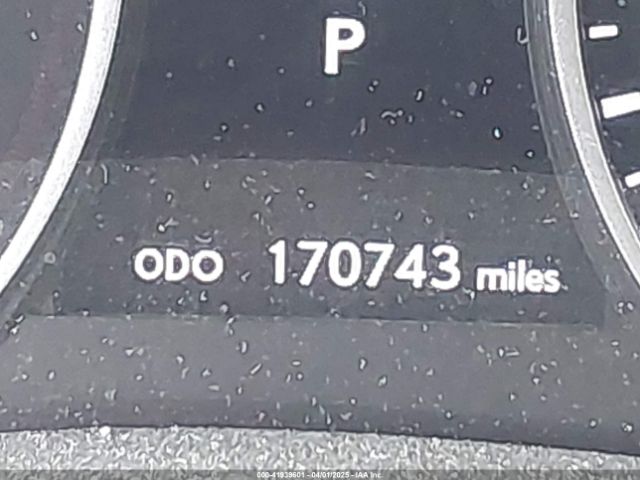 P
ODO 170743 miles
000-41939601 - 04/01/2025 - IAA Inc.